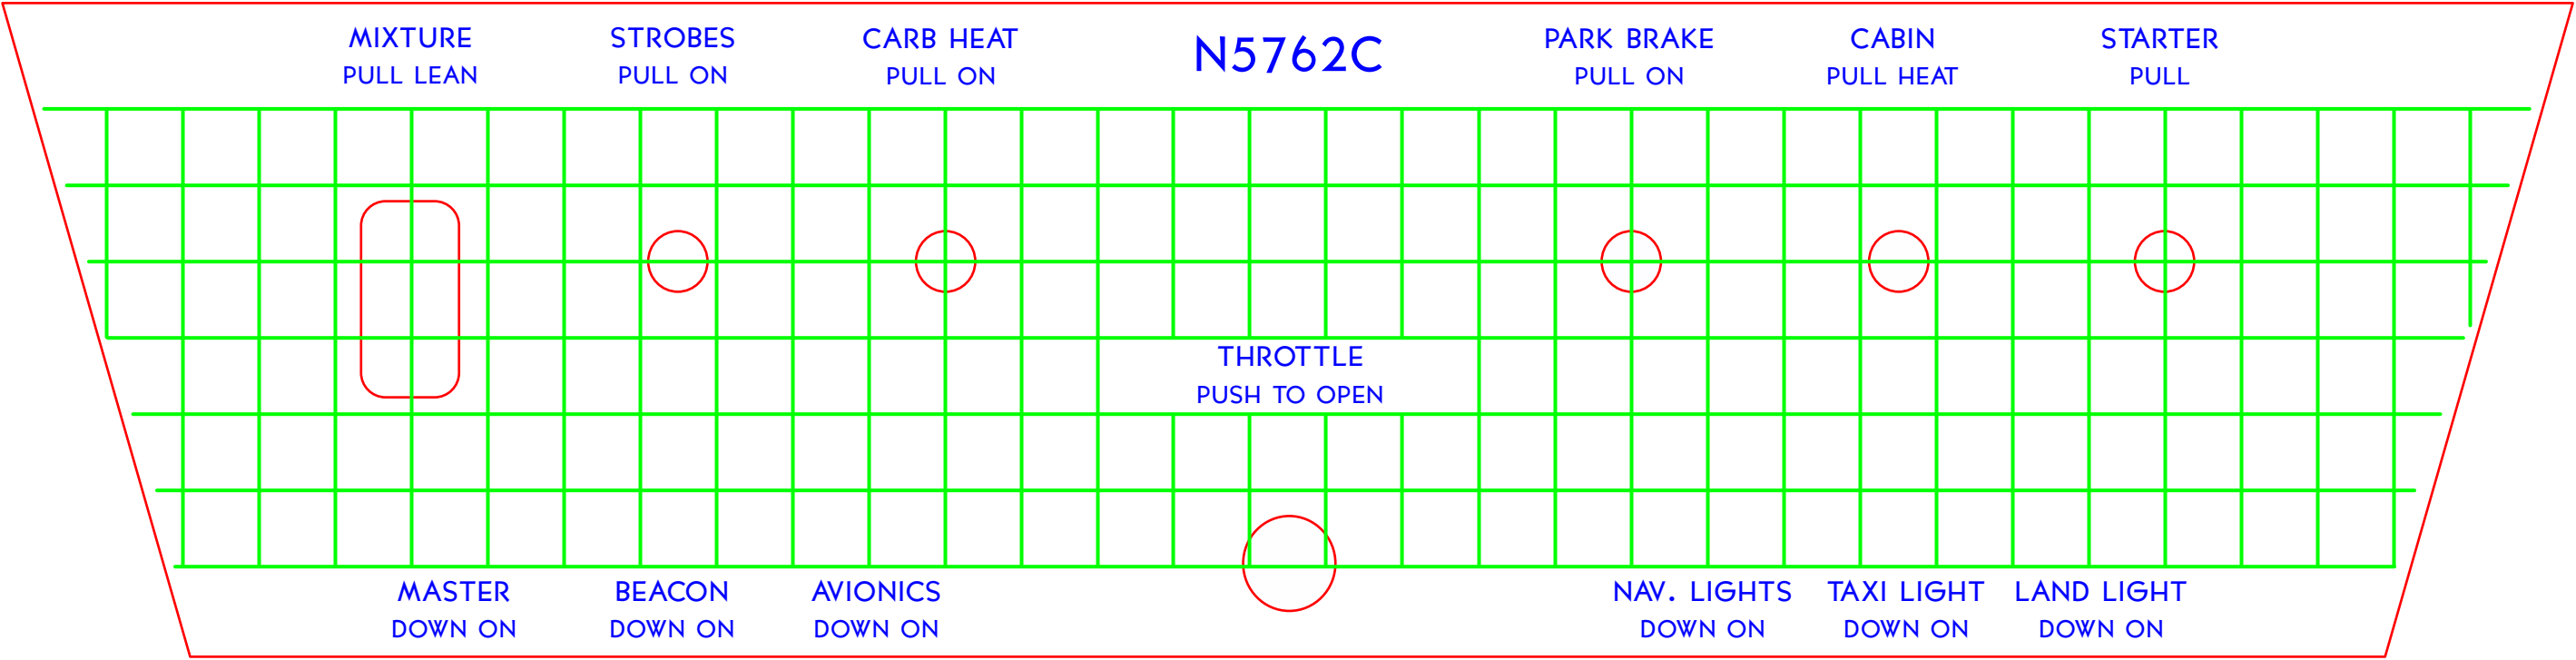 MIXTURE
PULL LEAN
STROBES
PULL ON
CARB HEAT
PULL ON
N5762C
PARK BRAKE
PULL ON
CABIN
PULL HEAT
STARTER
PULL
THROTTLE
PUSH TO OPEN
MASTER
DOWN ON
BEACON
DOWN ON
AVIONICS
DOWN ON
NAV. LIGHTS
DOWN ON
TAXI LIGHT
DOWN ON
LAND LIGHT
DOWN ON